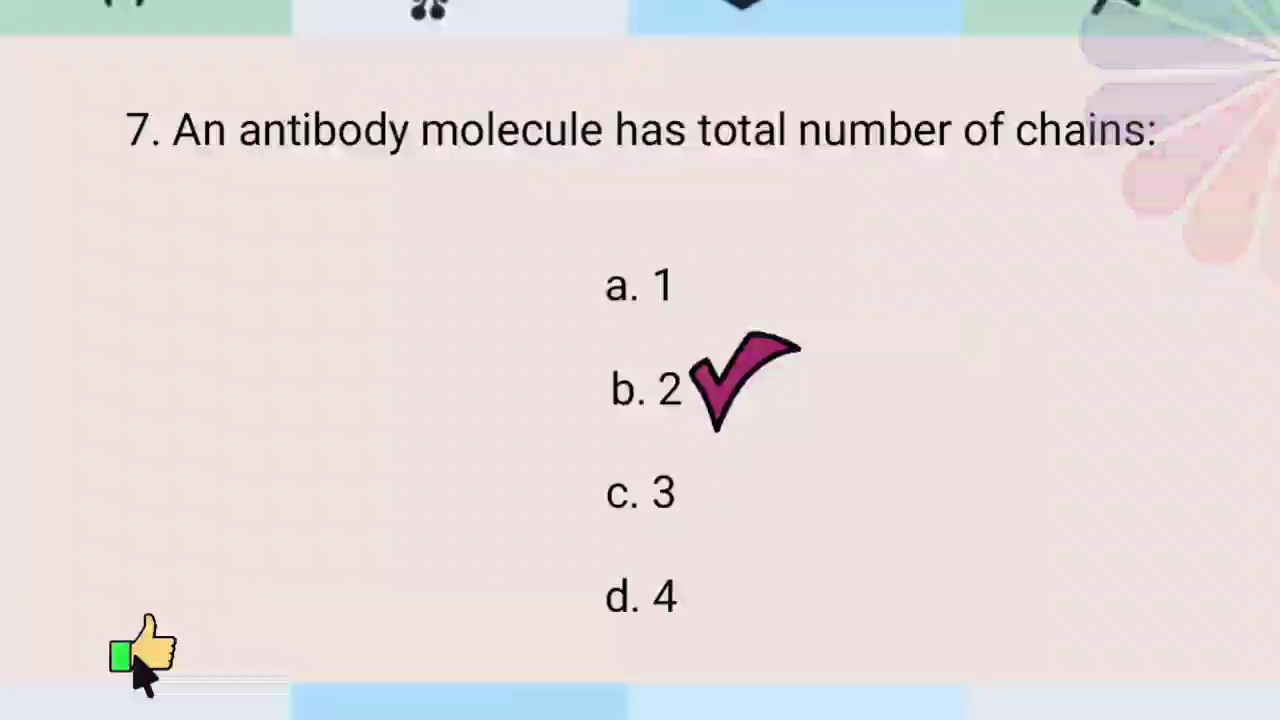 7. An antibody molecule has total number of chains:
a. 1
b. 2
c. 3
d. 4